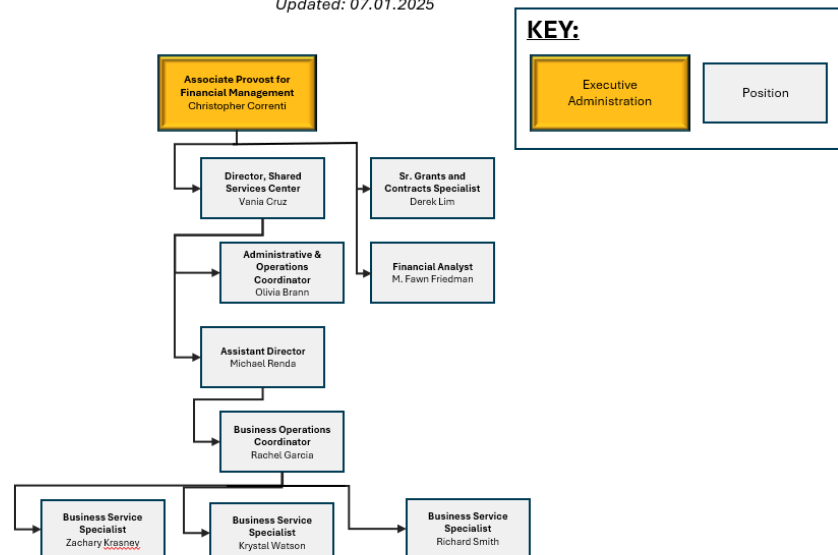 Updated: 07.01.2025
KEY:
Executive
Administration
Position
Associate Provost for
Financial Management
Christopher Correnti
Director, Shared
Services Center
Vania Cruz
Sr. Grants and
Contracts Specialist
Derek Lim
Administrative &
Operations
Coordinator
Olivia Brann
Financial Analyst
M. Fawn Friedman
Assistant Director
Michael Renda
Business Operations
Coordinator
Rachel Garcia
Business Service
Specialist
Zachary Krasney
Business Service
Specialist
Krystal Watson
Business Service
Specialist
Richard Smith